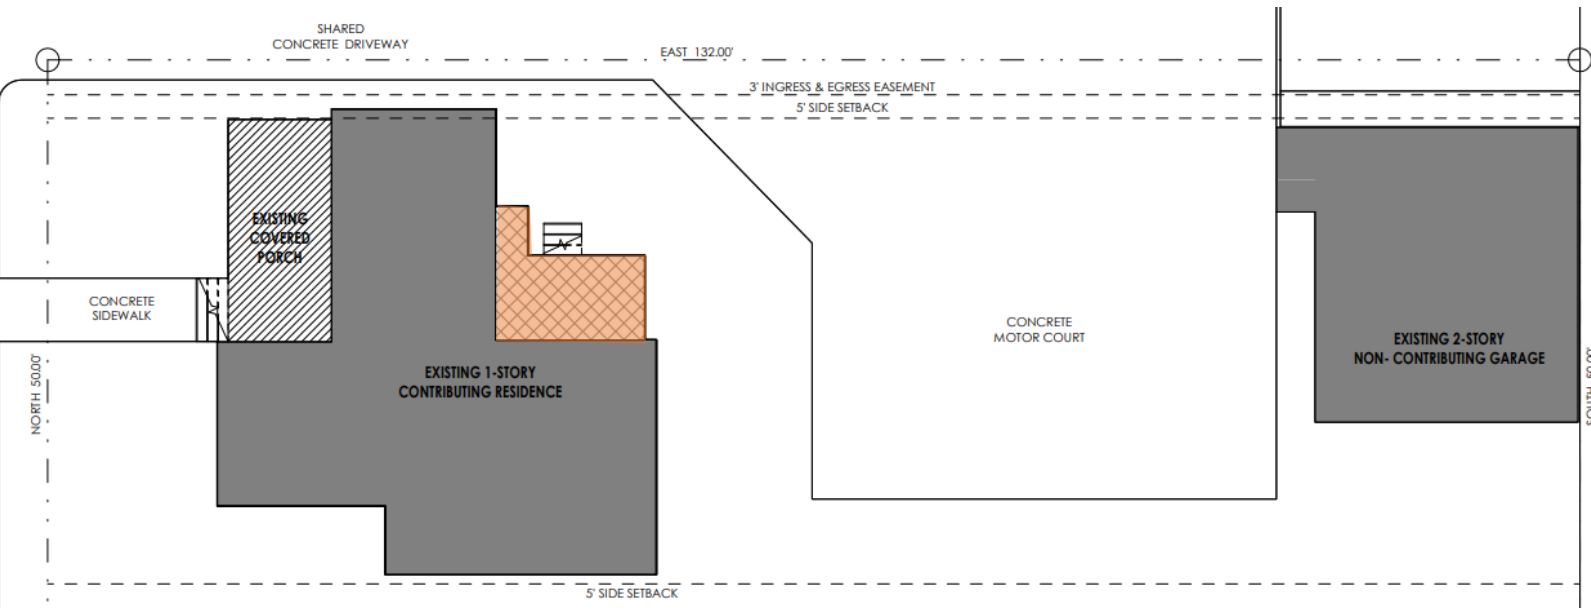 SHARED
CONCRETE DRIVEWAY
EAST 132.00'
3' INGRESS & EGRESS EASEMENT
5' SIDE SETBACK
EXISTING
COVERED
PORCH
CONCRETE
SIDEWALK
CONCRETE
MOTOR COURT
EXISTING 2-STORY
NON- CONTRIBUTING GARAGE
EXISTING 1-STORY
CONTRIBUTING RESIDENCE
NORTH 50.00'
SOUTH 50.00'
5' SIDE SETBACK